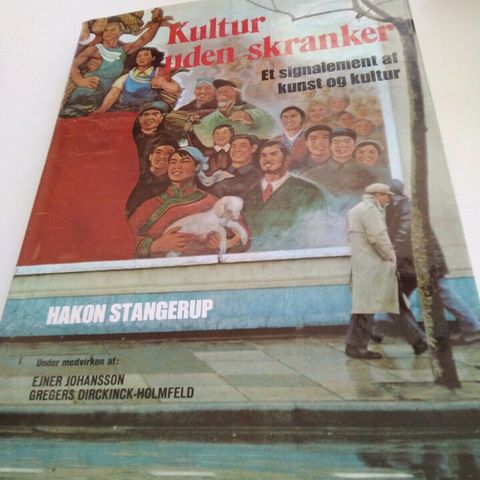 Kultur
uden skranker
Et signalement af
kunst og kultur
HAKON STANGERUP
Under medvirken af:
EJNER JOHANSSON
GREGERS DIRCKINCK-HOLMFELD